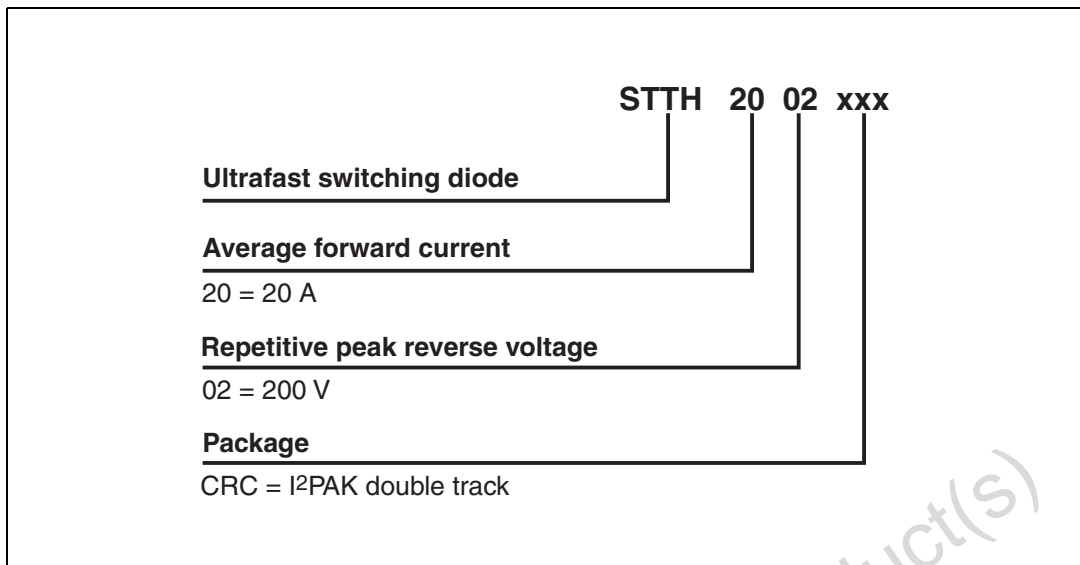 STTH 20 02 xxx
Ultrafast switching diode
Average forward current
20 = 20 A
Repetitive peak reverse voltage
02 = 200 V
Package
CRC = I2PAK double track